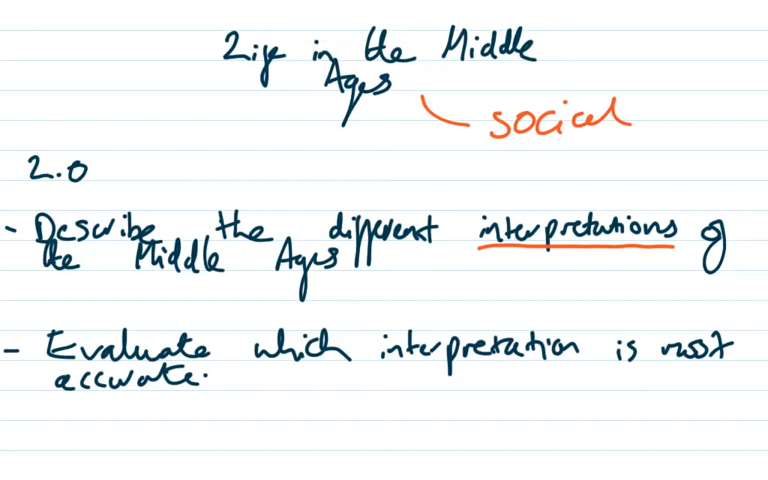 Life in the Middle
Ages
social
2.0
- Describe the different interpretations of
the Middle Ages
- Evaluate which interpretation is most
accurate.